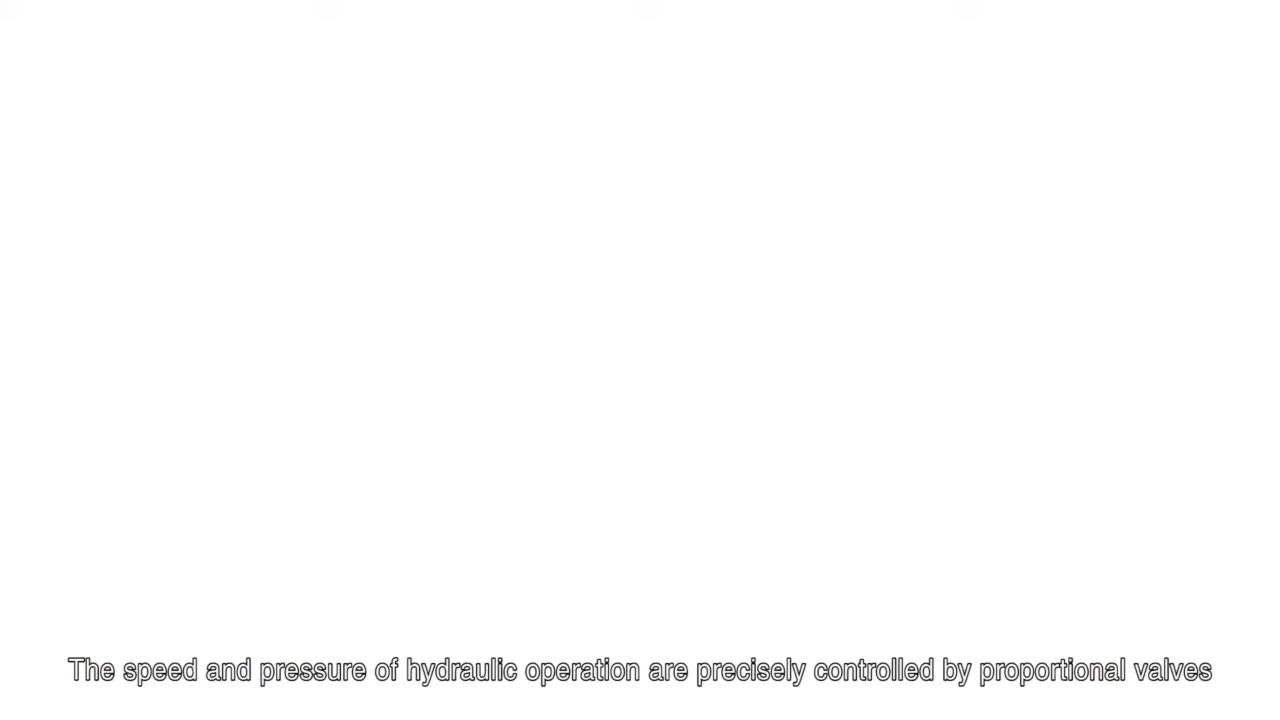 The speed and pressure of hydraulic operation are precisely controlled by proportional valves